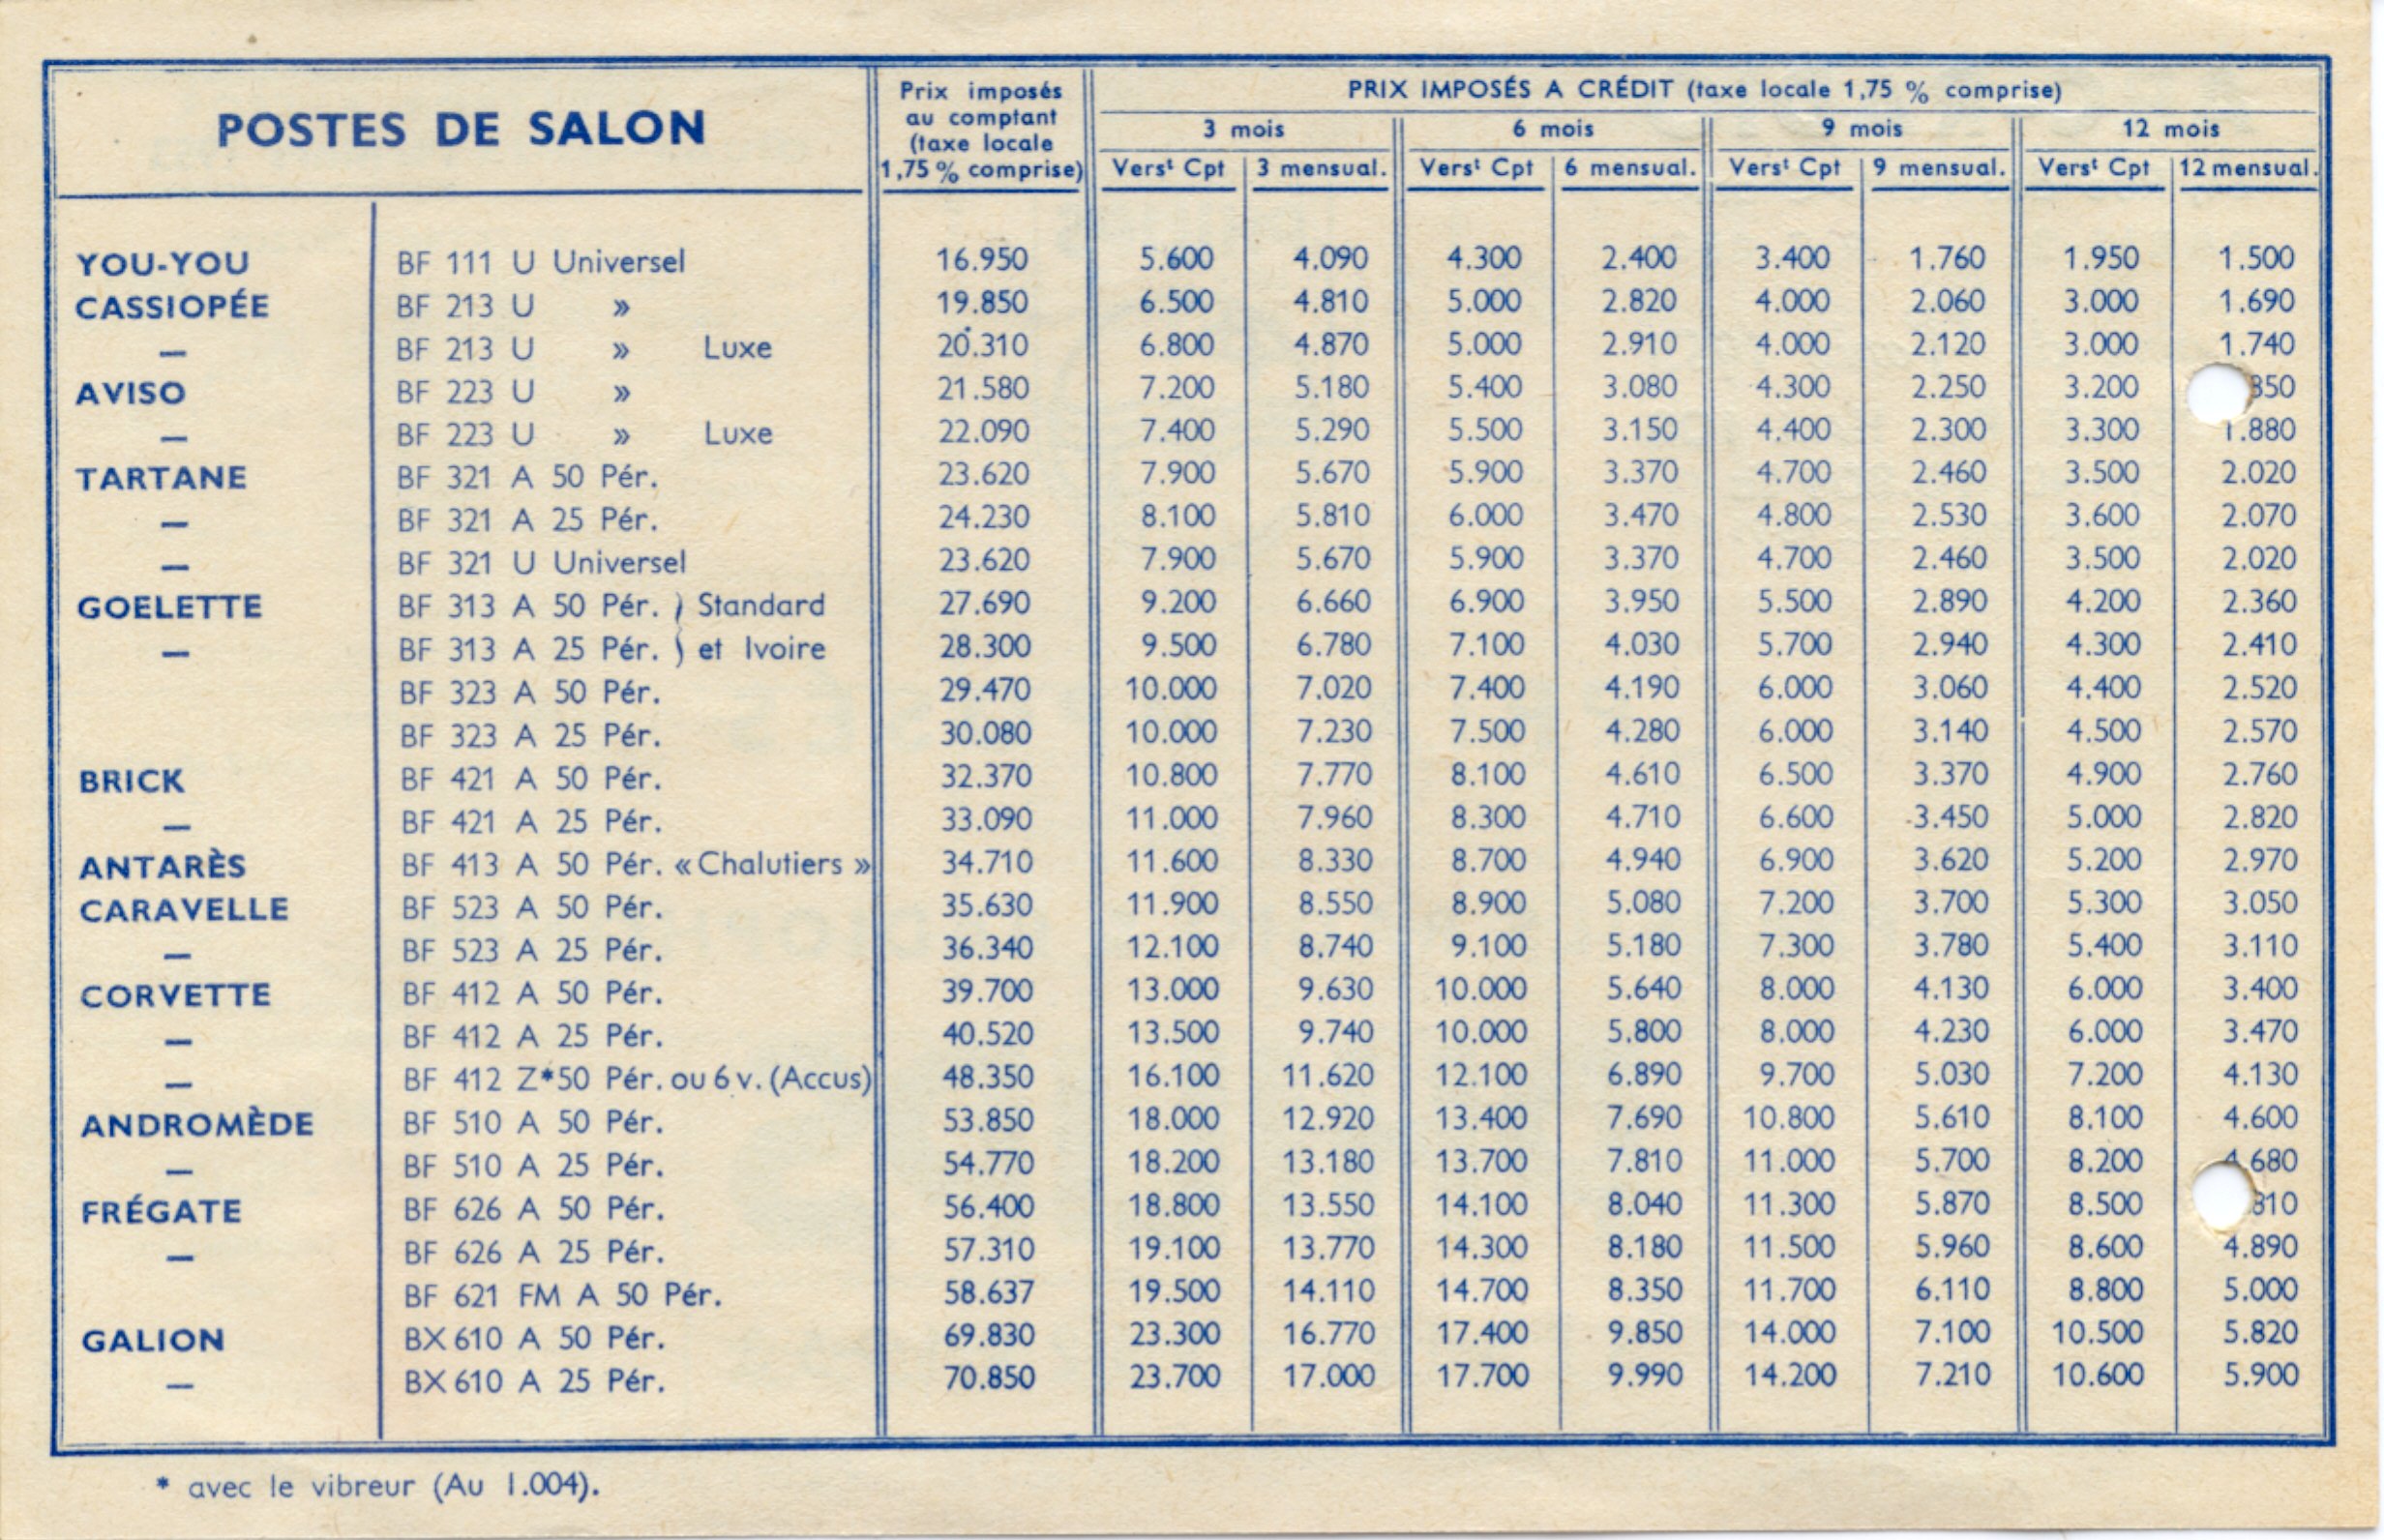 POSTES DE SALON
Prix imposés
au comptant
(taxe locale
1,75 % comprise)
PRIX IMPOSÉS A CRÉDIT (taxe locale 1,75 % comprise)
3 mois 6 mois 9 mois 12 mois
Versᵗ Cpt 3 mensual. Versᵗ Cpt 6 mensual. Versᵗ Cpt 9 mensual. Versᵗ Cpt 12 mensual.
YOU-YOU BF 111 U Universel 16.950 5.600 4.090 4.300 2.400 3.400 1.760 1.950 1.500
CASSIOPÉE BF 213 U » 19.850 6.500 4.810 5.000 2.820 4.000 2.060 3.000 1.690
— BF 213 U » Luxe 20.310 6.800 4.870 5.000 2.910 4.000 2.120 3.000 1.740
AVISO BF 223 U » 21.580 7.200 5.180 5.400 3.080 4.300 2.250 3.200 850
— BF 223 U » Luxe 22.090 7.400 5.290 5.500 3.150 4.400 2.300 3.300 1.880
TARTANE BF 321 A 50 Pér. 23.620 7.900 5.670 5.900 3.370 4.700 2.460 3.500 2.020
— BF 321 A 25 Pér. 24.230 8.100 5.810 6.000 3.470 4.800 2.530 3.600 2.070
— BF 321 U Universel 23.620 7.900 5.670 5.900 3.370 4.700 2.460 3.500 2.020
GOELETTE BF 313 A 50 Pér. } Standard 27.690 9.200 6.660 6.900 3.950 5.500 2.890 4.200 2.360
— BF 313 A 25 Pér. } et Ivoire 28.300 9.500 6.780 7.100 4.030 5.700 2.940 4.300 2.410
BF 323 A 50 Pér. 29.470 10.000 7.020 7.400 4.190 6.000 3.060 4.400 2.520
BF 323 A 25 Pér. 30.080 10.000 7.230 7.500 4.280 6.000 3.140 4.500 2.570
BRICK BF 421 A 50 Pér. 32.370 10.800 7.770 8.100 4.610 6.500 3.370 4.900 2.760
— BF 421 A 25 Pér. 33.090 11.000 7.960 8.300 4.710 6.600 3.450 5.000 2.820
ANTARÈS BF 413 A 50 Pér. « Chalutiers » 34.710 11.600 8.330 8.700 4.940 6.900 3.620 5.200 2.970
CARAVELLE BF 523 A 50 Pér. 35.630 11.900 8.550 8.900 5.080 7.200 3.700 5.300 3.050
— BF 523 A 25 Pér. 36.340 12.100 8.740 9.100 5.180 7.300 3.780 5.400 3.110
CORVETTE BF 412 A 50 Pér. 39.700 13.000 9.630 10.000 5.640 8.000 4.130 6.000 3.400
— BF 412 A 25 Pér. 40.520 13.500 9.740 10.000 5.800 8.000 4.230 6.000 3.470
— BF 412 Z*50 Pér. ou 6 v. (Accus) 48.350 16.100 11.620 12.100 6.890 9.700 5.030 7.200 4.130
ANDROMÈDE BF 510 A 50 Pér. 53.850 18.000 12.920 13.400 7.690 10.800 5.610 8.100 4.600
— BF 510 A 25 Pér. 54.770 18.200 13.180 13.700 7.810 11.000 5.700 8.200 4.680
FRÉGATE BF 626 A 50 Pér. 56.400 18.800 13.550 14.100 8.040 11.300 5.870 8.500 810
— BF 626 A 25 Pér. 57.310 19.100 13.770 14.300 8.180 11.500 5.960 8.600 4.890
BF 621 FM A 50 Pér. 58.637 19.500 14.110 14.700 8.350 11.700 6.110 8.800 5.000
GALION BX 610 A 50 Pér. 69.830 23.300 16.770 17.400 9.850 14.000 7.100 10.500 5.820
— BX 610 A 25 Pér. 70.850 23.700 17.000 17.700 9.990 14.200 7.210 10.600 5.900
* avec le vibreur (Au 1.004).